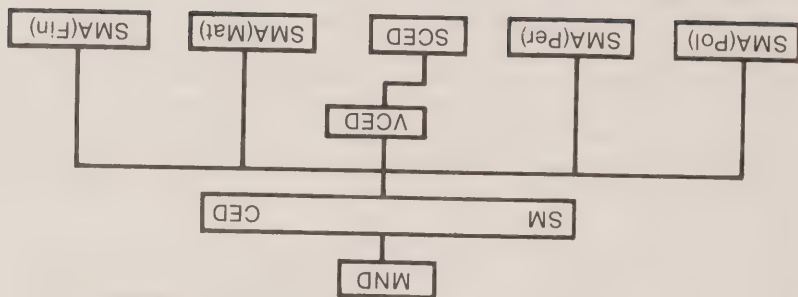 MND
SM CED
VCED
SMA(Pol) SMA(Per) SCED SMA(Mat) SMA(Fin)